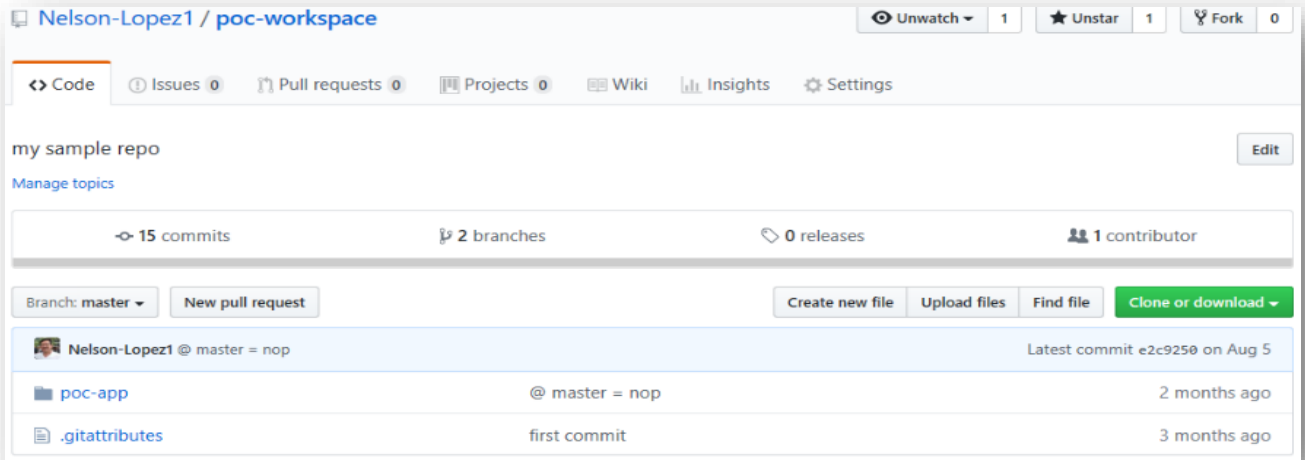 Nelson-Lopez1 / poc-workspace Unwatch 1 Unstar 1 Fork 0
Code Issues 0 Pull requests 0 Projects 0 Wiki Insights Settings
my sample repo Edit
Manage topics
15 commits 2 branches 0 releases 1 contributor
Branch: master New pull request Create new file Upload files Find file Clone or download
Nelson-Lopez1 @ master = nop Latest commit e2c9250 on Aug 5
poc-app @ master = nop 2 months ago
.gitattributes first commit 3 months ago